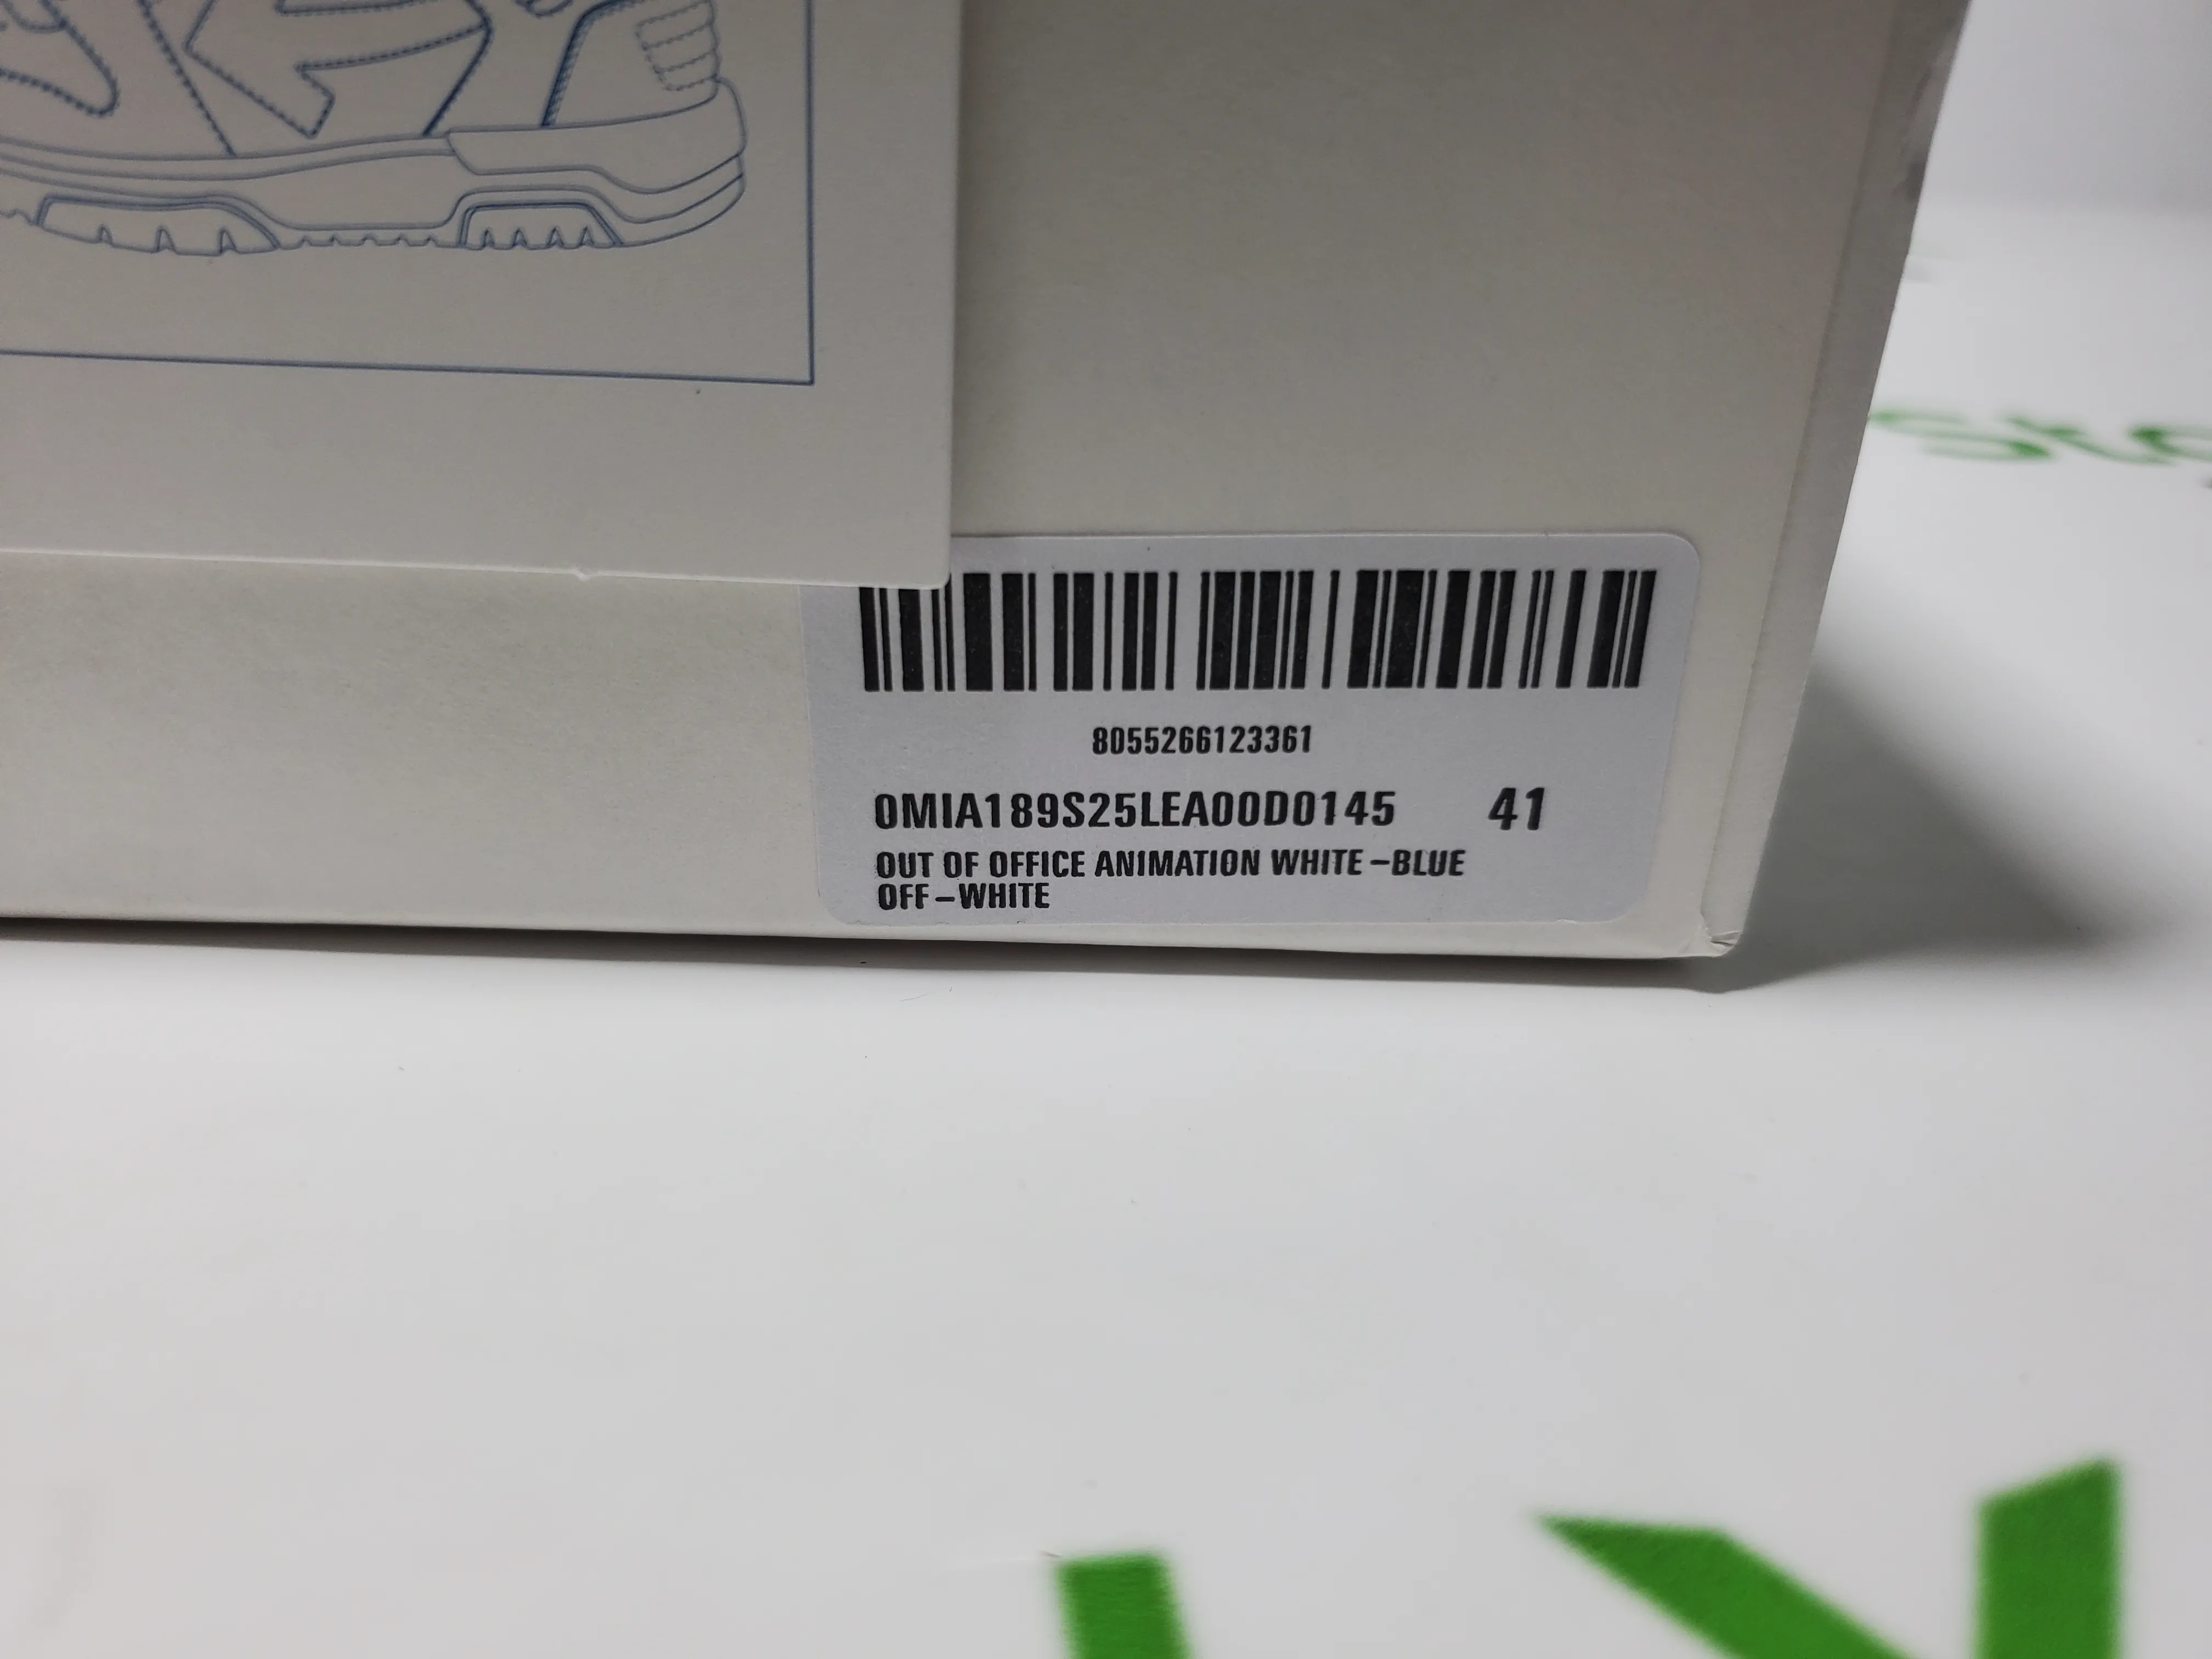 8055266123361
OMIA189S25LEA00D0145 41
OUT OF OFFICE ANIMATION WHITE-BLUE
OFF-WHITE